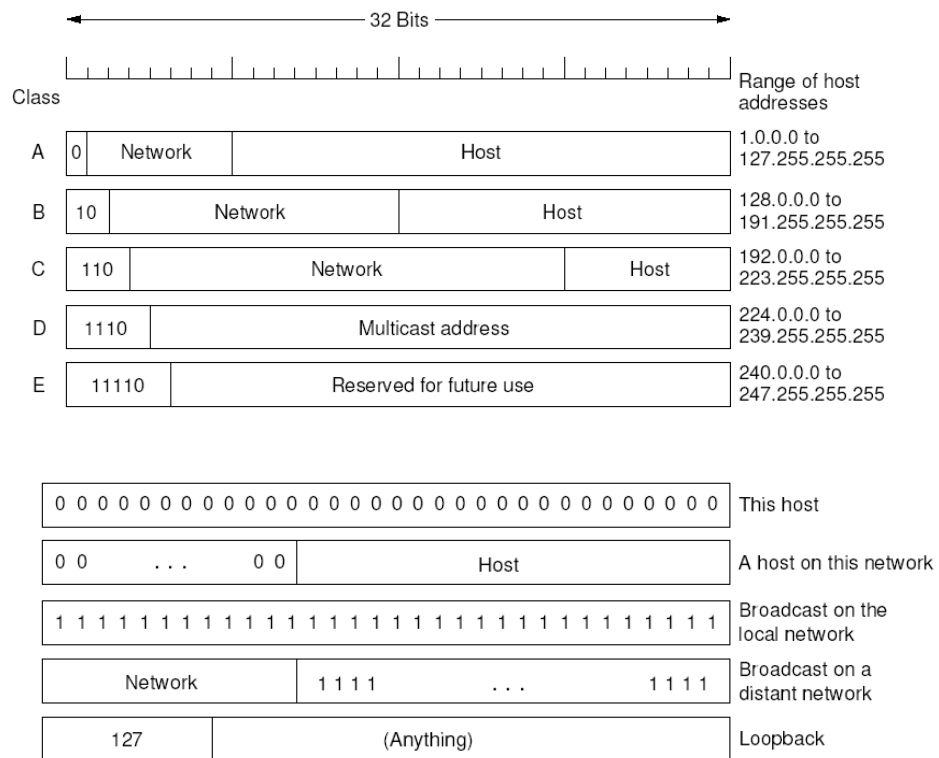 32 Bits
Class
Range of host
addresses
A 0 Network Host 1.0.0.0 to
127.255.255.255
B 10 Network Host 128.0.0.0 to
191.255.255.255
C 110 Network Host 192.0.0.0 to
223.255.255.255
D 1110 Multicast address 224.0.0.0 to
239.255.255.255
E 11110 Reserved for future use 240.0.0.0 to
247.255.255.255
0 0 0 0 0 0 0 0 0 0 0 0 0 0 0 0 0 0 0 0 0 0 0 0 0 0 0 0 0 0 0 0 This host
0 0 ... 0 0 Host A host on this network
1 1 1 1 1 1 1 1 1 1 1 1 1 1 1 1 1 1 1 1 1 1 1 1 1 1 1 1 1 1 1 1 Broadcast on the
local network
Network 1 1 1 1 ... 1 1 1 1 Broadcast on a
distant network
127 (Anything) Loopback